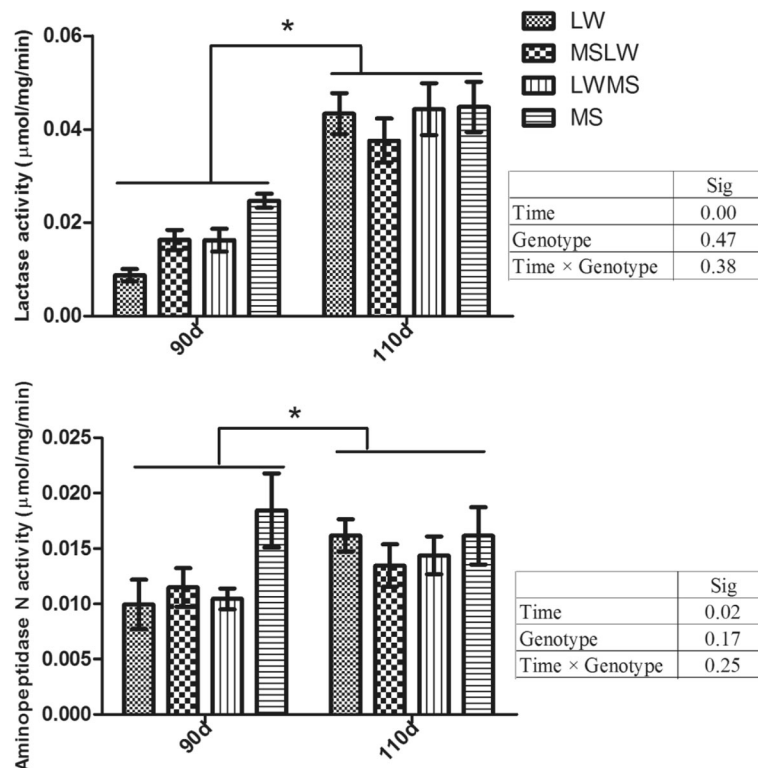 LW
MSLW
LWMS
MS
Lactase activity (μmol/mg/min)
0.06
0.04
0.02
0.00
*
90d
110d
Sig
Time 0.00
Genotype 0.47
Time × Genotype 0.38
Aminopeptidase N activity (μmol/mg/min)
0.025
0.020
0.015
0.010
0.005
0.000
*
90d
110d
Sig
Time 0.02
Genotype 0.17
Time × Genotype 0.25